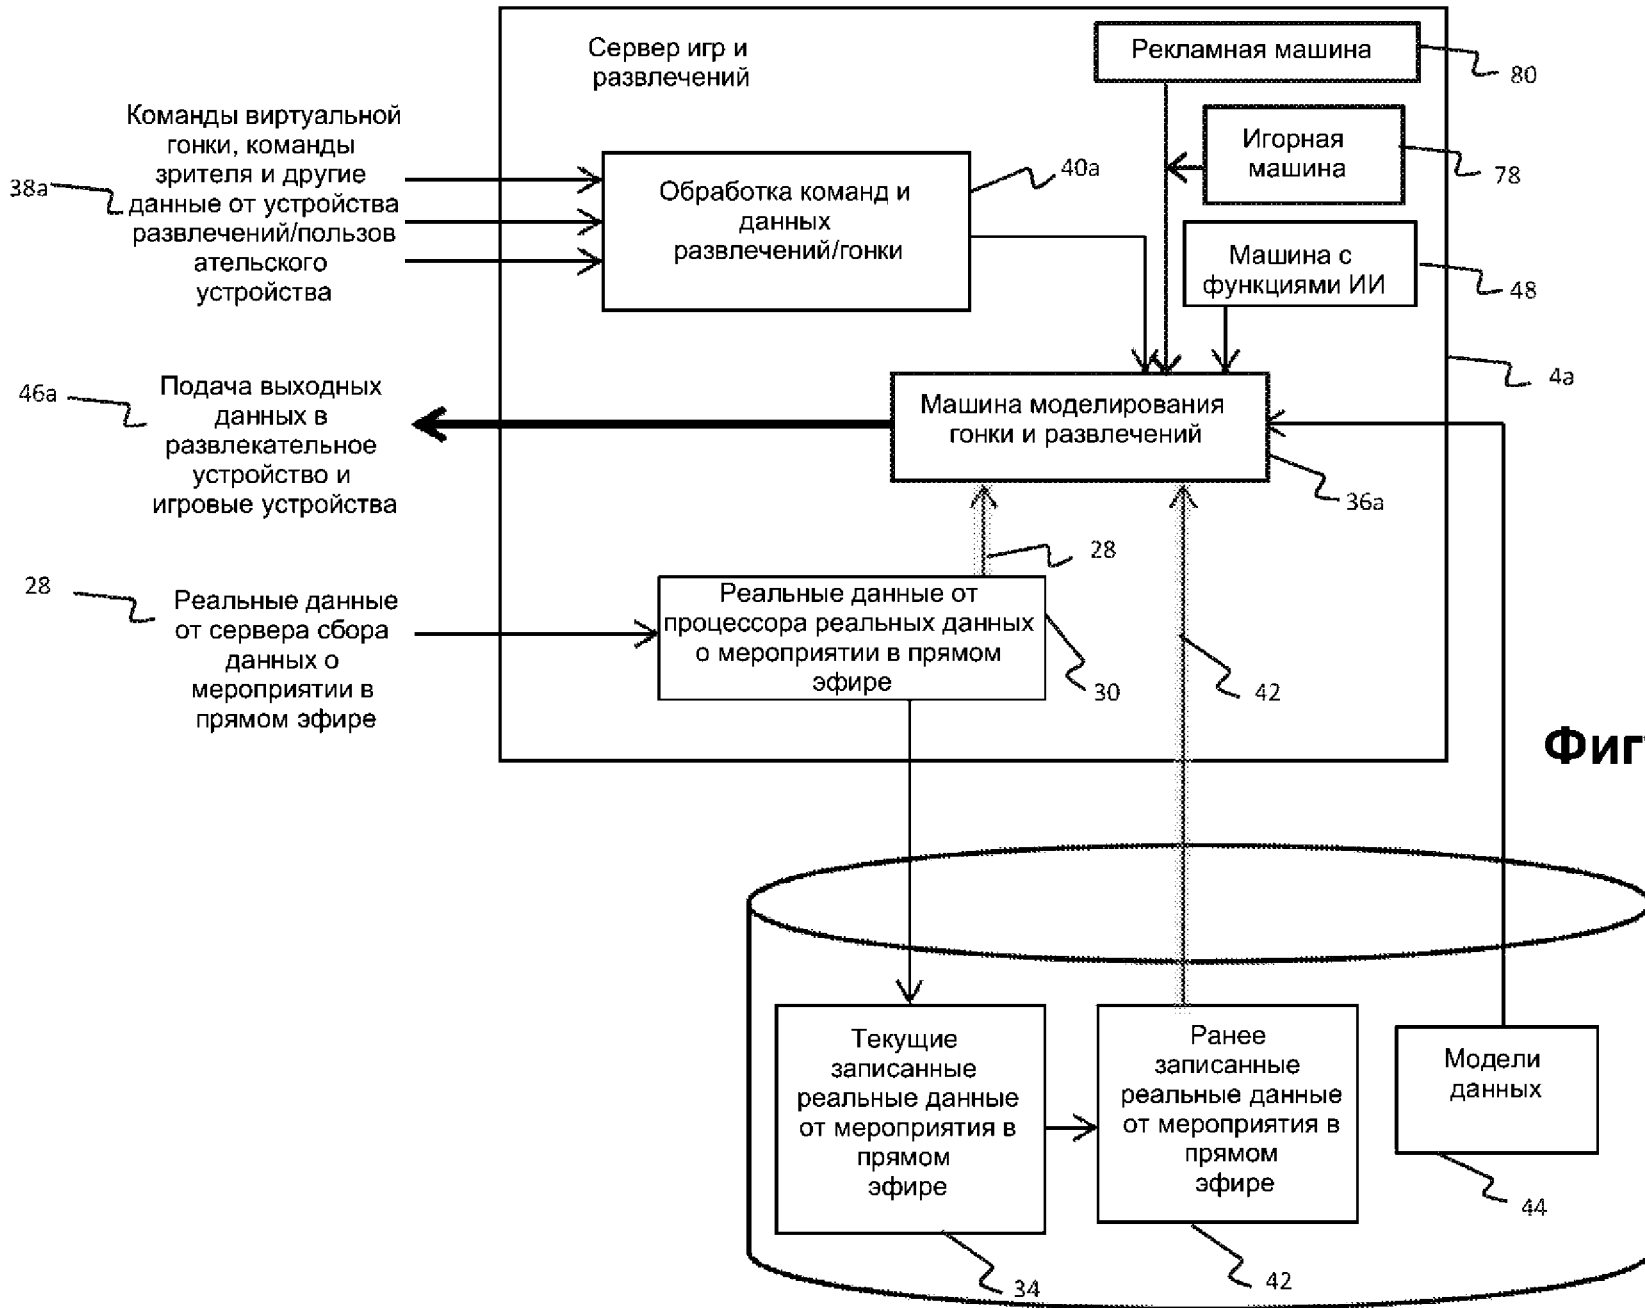 Сервер игр и
развлечений
Рекламная машина
80
Игорная
машина
78
Машина с
функциями ИИ
48
4a
Команды виртуальной
гонки, команды
зрителя и другие
данные от устройства
развлечений/пользов
ательского
устройства
38a
Обработка команд и
данных
развлечений/гонки
40a
46a
Подача выходных
данных в
развлекательное
устройство и
игровые устройства
Машина моделирования
гонки и развлечений
36a
28
28
Реальные данные
от сервера сбора
данных о
мероприятии в
прямом эфире
Реальные данные от
процессора реальных данных
о мероприятии в прямом
эфире
30
42
Фиг
Текущие
записанные
реальные данные
от мероприятия в
прямом
эфире
34
Ранее
записанные
реальные данные
от мероприятия в
прямом
эфире
42
Модели
данных
44